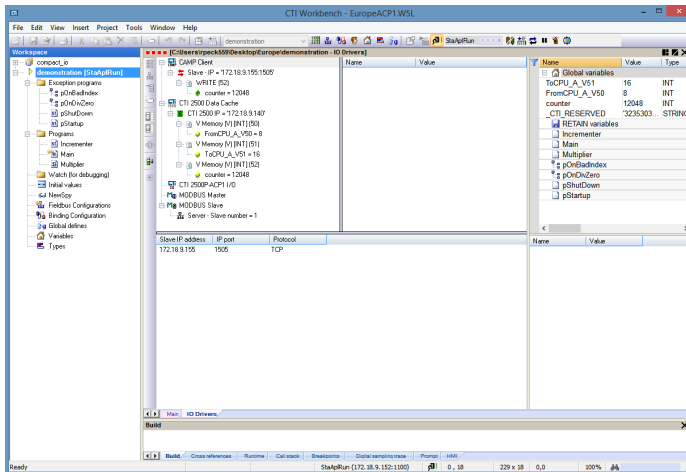 CTI Workbench - EuropeACP1.W5L
File Edit View Insert Project Tools Window Help
demonstration StaAplRun
Workspace
compact_io
demonstration [StaAplRun]
Exception programs
pOnBadIndex
pOnDivZero
pShutDown
pStartup
Programs
Incrementer
Main
Multiplier
Watch (for debugging)
Initial values
NewSpy
Fieldbus Configurations
Binding Configuration
Global defines
Variables
Types
[C:\Users\rpeck559\Desktop\Europe\demonstration - IO Drivers]
CAMP Client
Slave - IP = '172.18.9.155:1505'
WRITE (52)
counter = 12048
CTI 2500 Data Cache
CTI 2500 IP = '172.18.9.140'
V Memory (V) [INT] (50)
FromCPU_A_V50 = 8
V Memory (V) [INT] (51)
ToCPU_A_V51 = 16
V Memory (V) [INT] (52)
counter = 12048
CTI 2500P-ACP1 I/O
MODBUS Master
MODBUS Slave
Server - Slave number = 1
Name Value
Slave IP address IP port Protocol
172.18.9.155 1505 TCP
Main IO Drivers
Name Value Type
Global variables
ToCPU_A_V51 16 INT
FromCPU_A_V50 8 INT
counter 12048 INT
_CTI_RESERVED '3235303... STRING
RETAIN variables
Incrementer
Main
Multiplier
pOnBadIndex
pOnDivZero
pShutDown
pStartup
Name Value
Build
Build Cross references Runtime Call stack Breakpoints Digital sampling trace Prompt HMI
Ready StaAplRun (172.18.9.152:1100) 0 , 18 229 x 18 0,0 100%